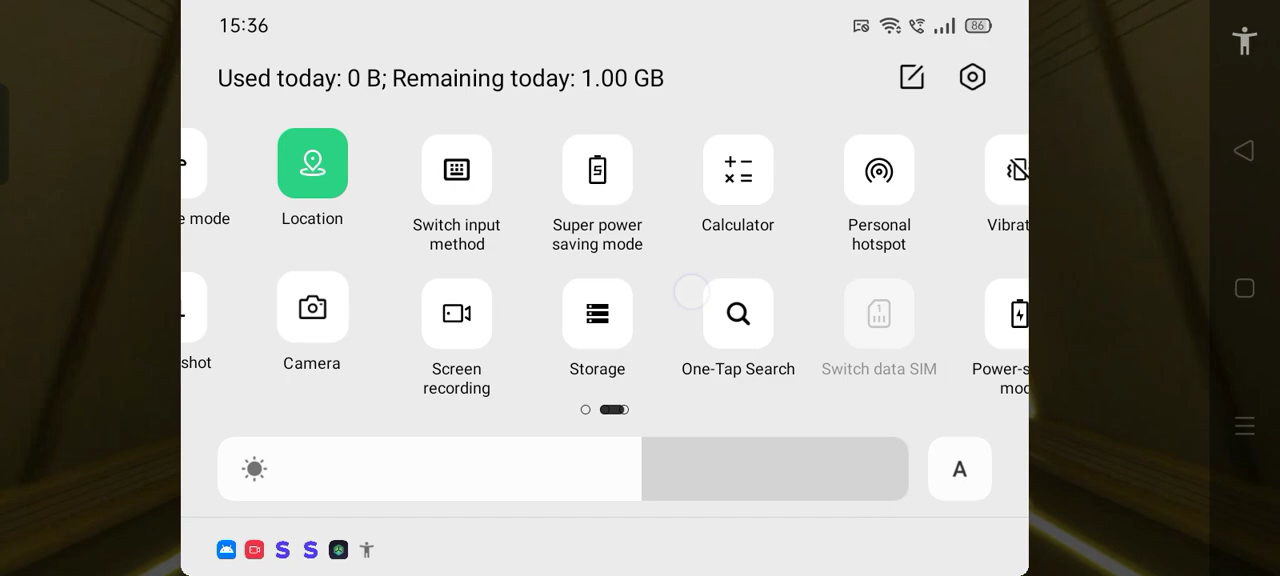 15:36
86
Used today: 0 B; Remaining today: 1.00 GB
e mode
Location
Switch input
method
Super power
saving mode
Calculator
Personal
hotspot
Vibrat
shot
Camera
Screen
recording
Storage
One-Tap Search
Switch data SIM
Power-s
mod
A